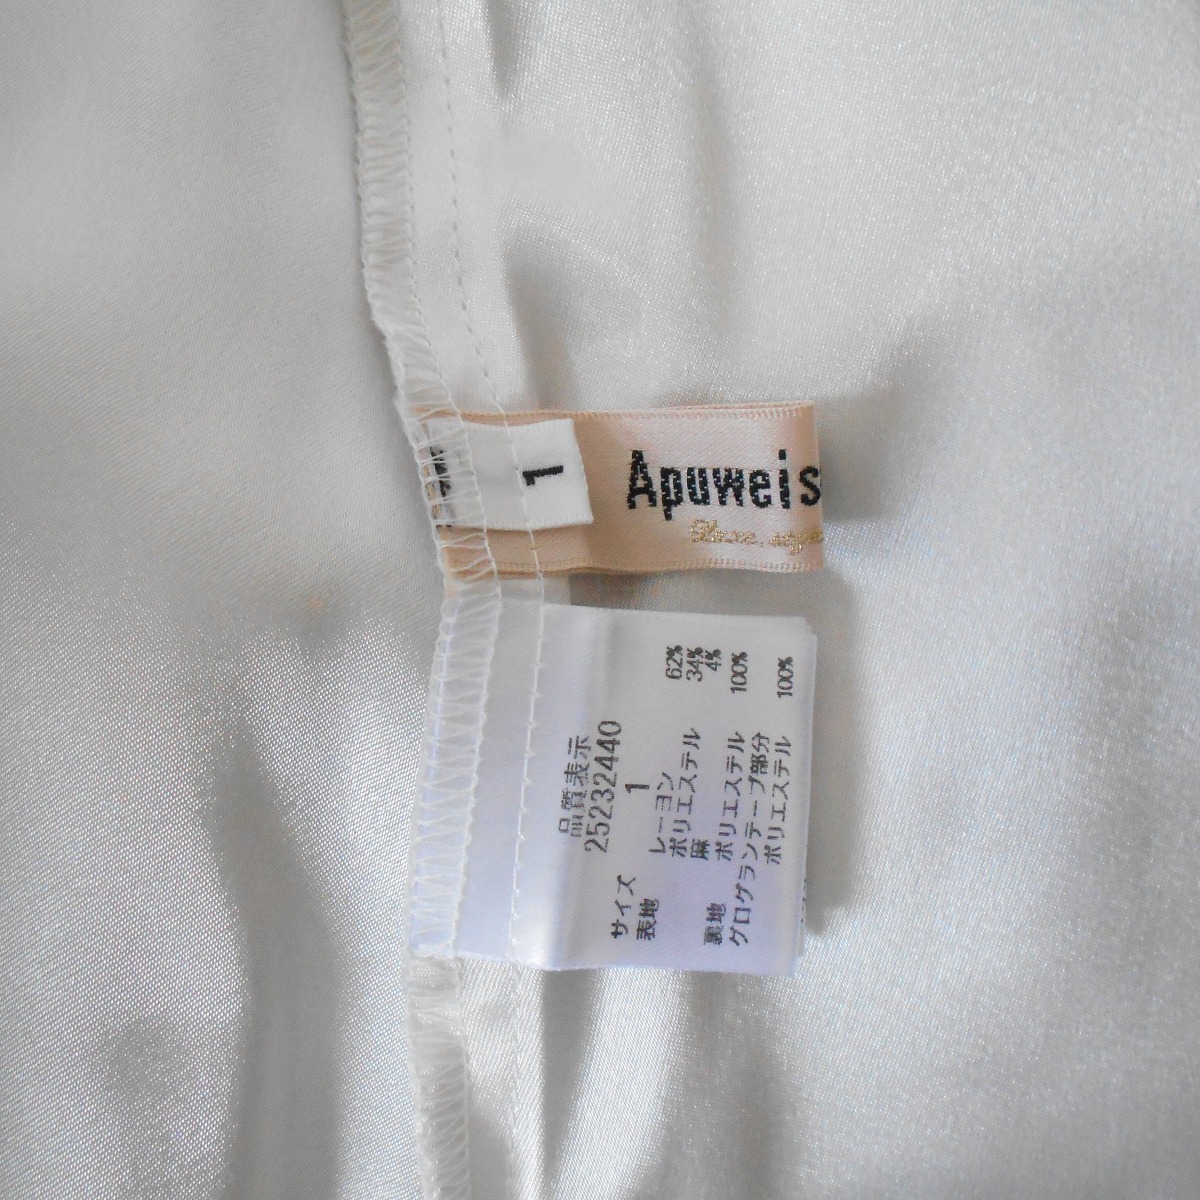 1
Apuweis
品質表示
25232440
サイズ 1
表地 レーヨン 62%
ポリエステル 34%
麻 4%
裏地 ポリエステル 100%
グログランテープ部分
ポリエステル 100%